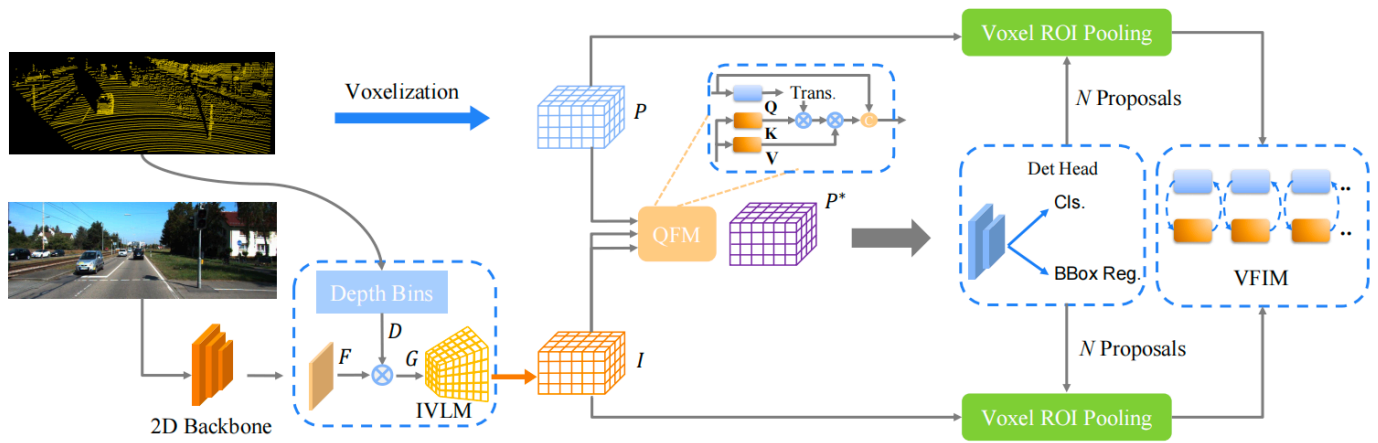 Voxel ROI Pooling
Voxelization
P
Trans.
Q
K
V
C
N Proposals
Det Head
Cls.
BBox Reg.
QFM
P*
VFIM
..
..
Depth Bins
D
F
G
IVLM
I
2D Backbone
N Proposals
Voxel ROI Pooling